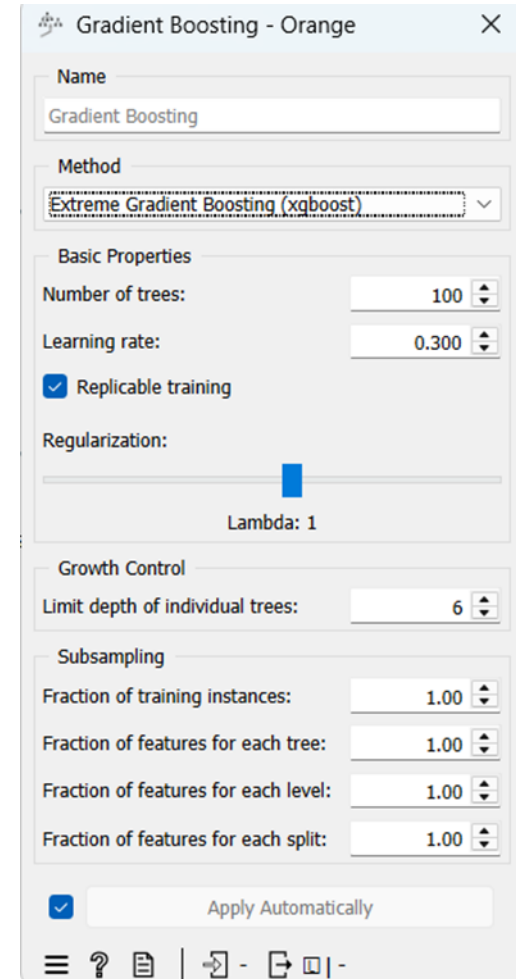 Gradient Boosting - Orange
Name
Gradient Boosting
Method
Extreme Gradient Boosting (xgboost)
Basic Properties
Number of trees: 100
Learning rate: 0.300
Replicable training
Regularization:
Lambda: 1
Growth Control
Limit depth of individual trees: 6
Subsampling
Fraction of training instances: 1.00
Fraction of features for each tree: 1.00
Fraction of features for each level: 1.00
Fraction of features for each split: 1.00
Apply Automatically
? | - | -